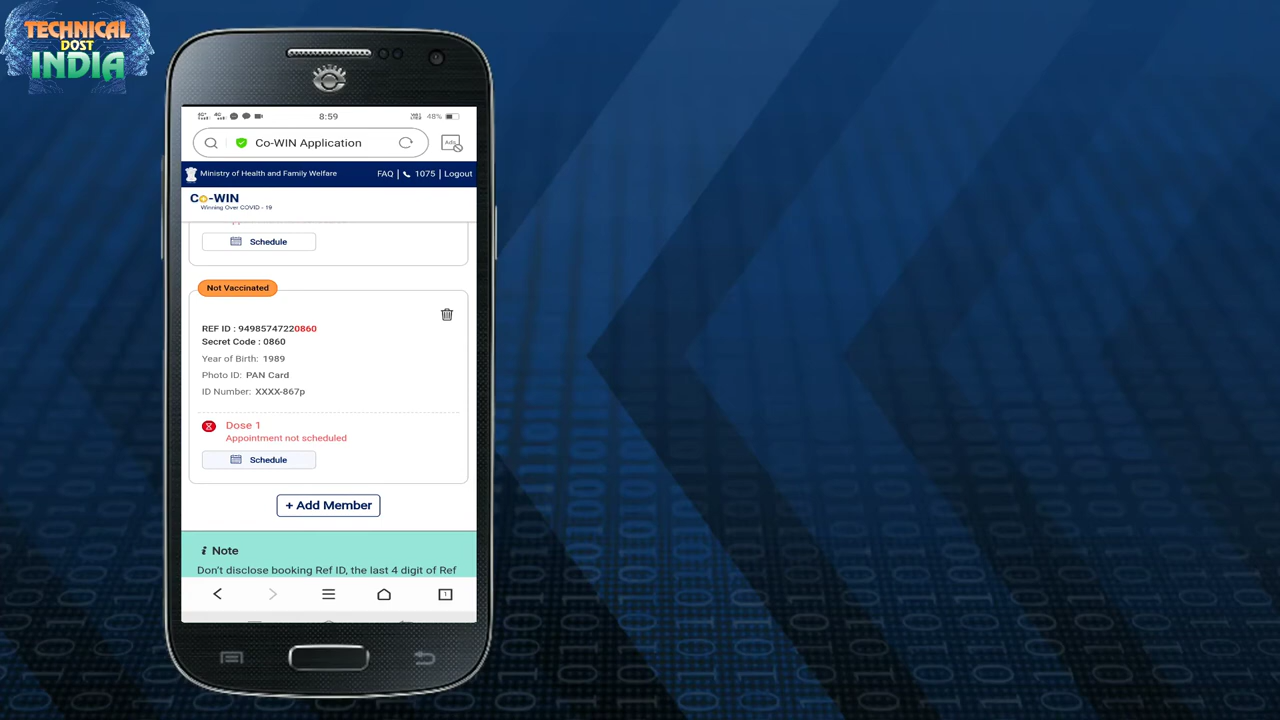 TECHNICAL
DOST
INDIA
8:59
48%
Co-WIN Application
Ads
Ministry of Health and Family Welfare
FAQ | 1075 | Logout
Co-WIN
Winning Over COVID - 19
Schedule
Not Vaccinated
REF ID : 94985747220860
Secret Code : 0860
Year of Birth: 1989
Photo ID: PAN Card
ID Number: XXXX-867p
Dose 1
Appointment not scheduled
Schedule
+ Add Member
i Note
Don't disclose booking Ref ID, the last 4 digit of Ref
1